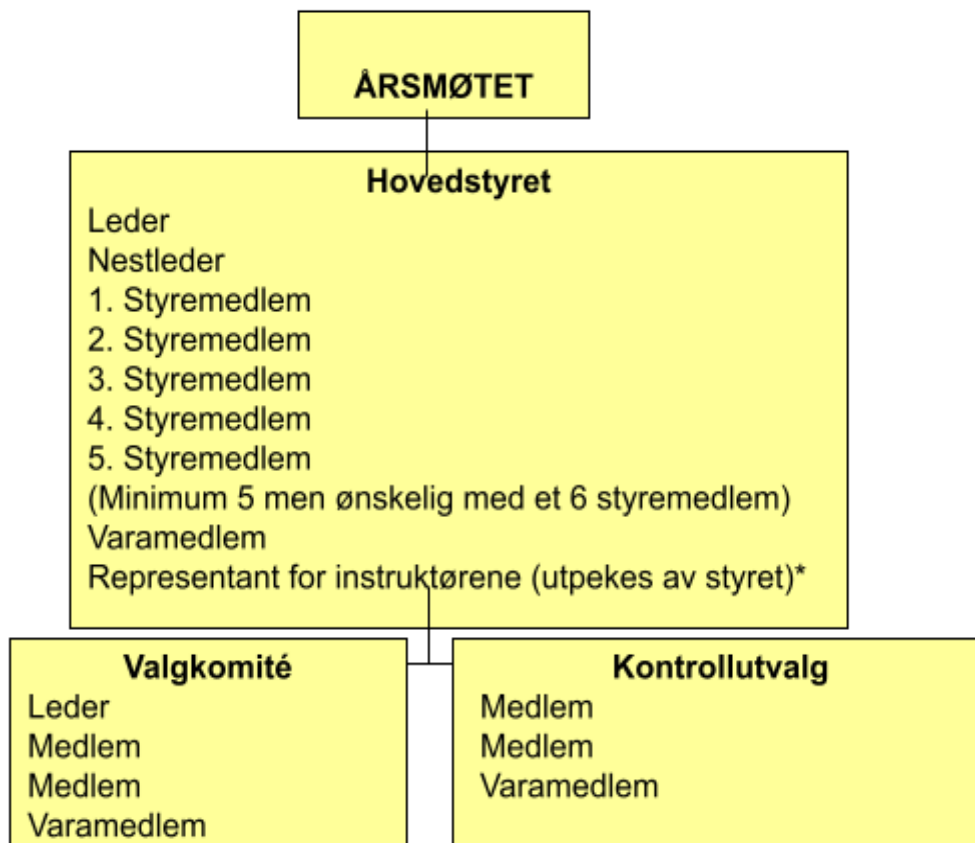 ÅRSMØTET
Hovedstyret
Leder
Nestleder
1. Styremedlem
2. Styremedlem
3. Styremedlem
4. Styremedlem
5. Styremedlem
(Minimum 5 men ønskelig med et 6 styremedlem)
Varamedlem
Representant for instruktørene (utpekes av styret)*
Valgkomité
Leder
Medlem
Medlem
Varamedlem
Kontrollutvalg
Medlem
Medlem
Varamedlem